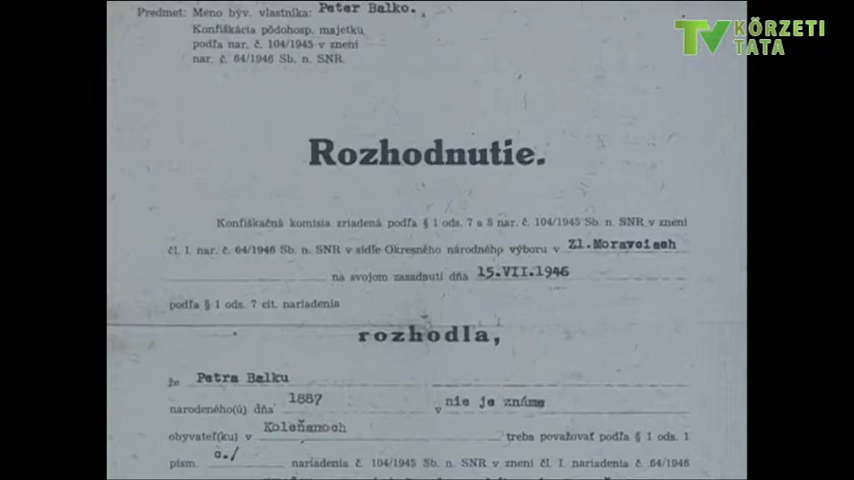 Predmet: Meno býv. vlastníka: Peter Balko.
Konfiškácia pôdohosp. majetku
podľa nar. č. 104/1945 v znení
nar. č. 64/1946 Sb. n. SNR.
TV KÖRZETI
TATA
Rozhodnutie.
Konfiškačná komisia zriadená podľa § 1 ods. 7 a 8 nar. č. 104/1945 Sb. n. SNR v znení
čl. I. nar. č. 64/1946 Sb. n. SNR v sídle Okresného národného výboru v Zl.Moravciach
na svojom zasadnutí dňa 15.VII.1946
podľa § 1 ods. 7 cit. nariadenia
rozhodla,
že Petra Balku
narodeného(ú) dňa 1887 v nie je známe
obyvateľ(ku) v Koleňanoch treba považovať podľa § 1 ods. 1
písm. a./ nariadenia č. 104/1945 Sb. n. SNR v znení čl. I. nariadenia č. 64/1946